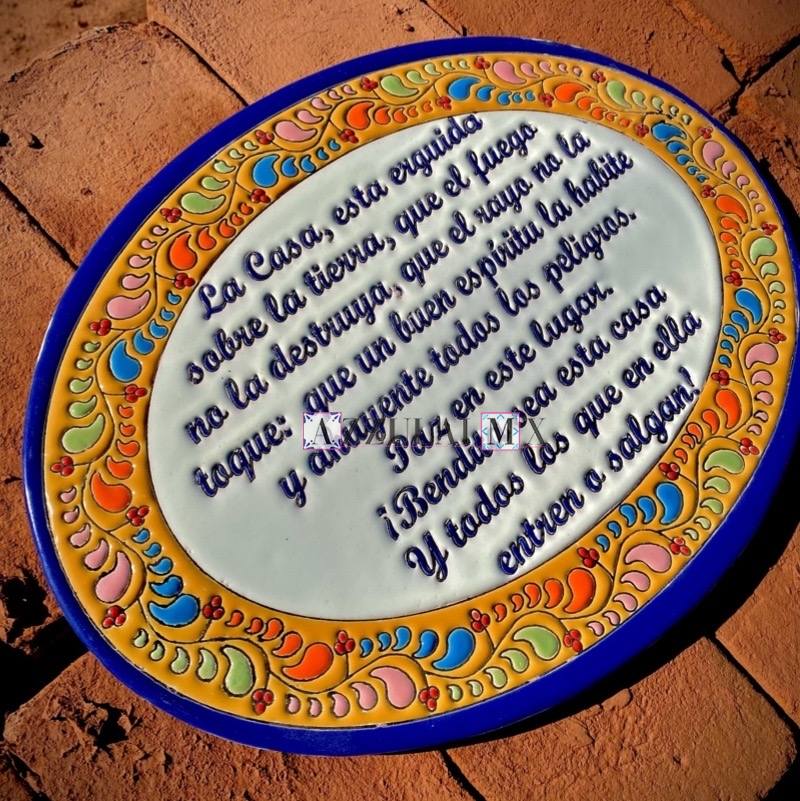 La Casa, esta erguida
sobre la tierra, que el fuego
no la destruya, que el rayo no la
toque: que un buen espíritu la habite
y ahuyente todos los peligros.
Paz en este lugar.
¡Bendita sea esta casa
Y todos los que en ella
entren o salgan!